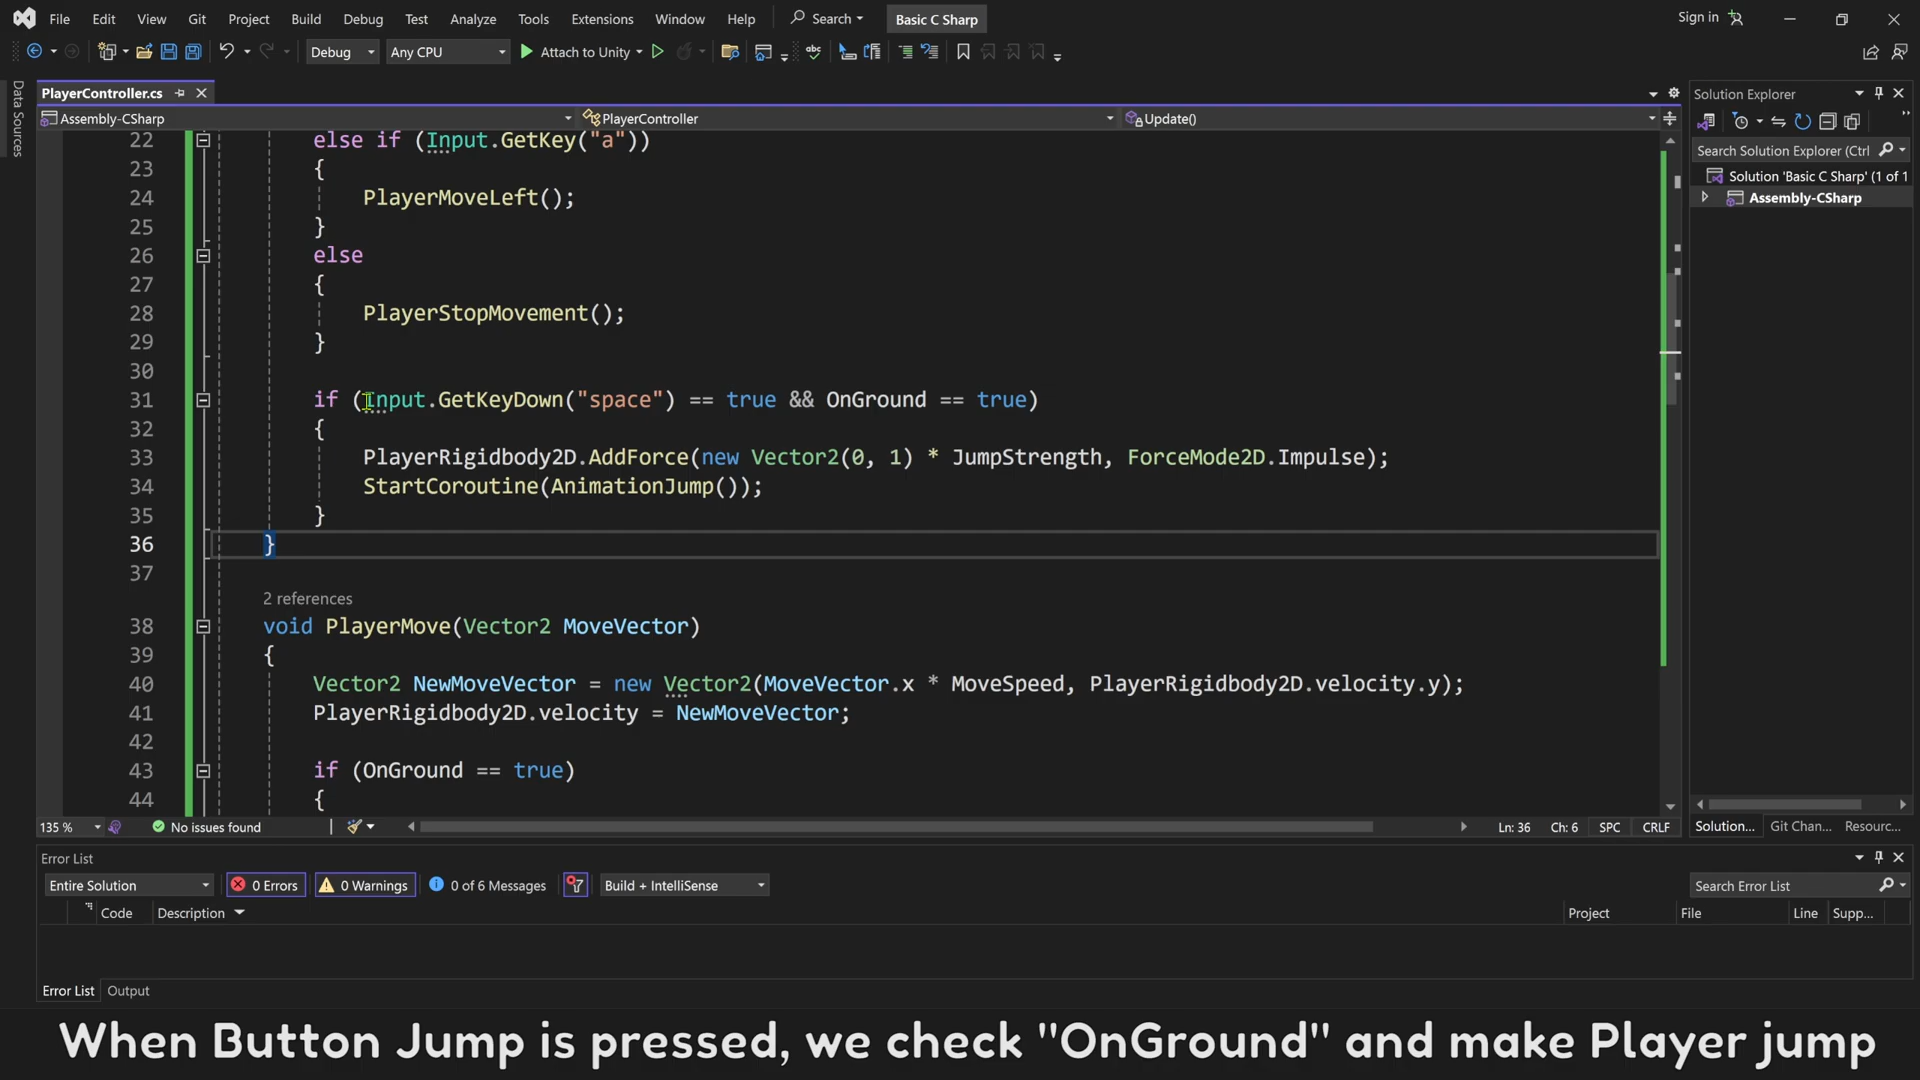 File Edit View Git Project Build Debug Test Analyze Tools Extensions Window Help Search Basic C Sharp Sign in
Debug Any CPU Attach to Unity
Data Sources
PlayerController.cs
Assembly-CSharp PlayerController Update()
22 else if (Input.GetKey("a"))
23 {
24 PlayerMoveLeft();
25 }
26 else
27 {
28 PlayerStopMovement();
29 }
30
31 if (Input.GetKeyDown("space") == true && OnGround == true)
32 {
33 PlayerRigidbody2D.AddForce(new Vector2(0, 1) * JumpStrength, ForceMode2D.Impulse);
34 StartCoroutine(AnimationJump());
35 }
36 }
37
2 references
38 void PlayerMove(Vector2 MoveVector)
39 {
40 Vector2 NewMoveVector = new Vector2(MoveVector.x * MoveSpeed, PlayerRigidbody2D.velocity.y);
41 PlayerRigidbody2D.velocity = NewMoveVector;
42
43 if (OnGround == true)
44 {
135 % No issues found Ln: 36 Ch: 6 SPC CRLF
Solution Explorer
Search Solution Explorer (Ctrl
Solution 'Basic C Sharp' (1 of 1
Assembly-CSharp
Solution... Git Chan... Resourc...
Error List
Entire Solution 0 Errors 0 Warnings 0 of 6 Messages Build + IntelliSense Search Error List
Code Description Project File Line Supp...
Error List Output
When Button Jump is pressed, we check "OnGround" and make Player jump